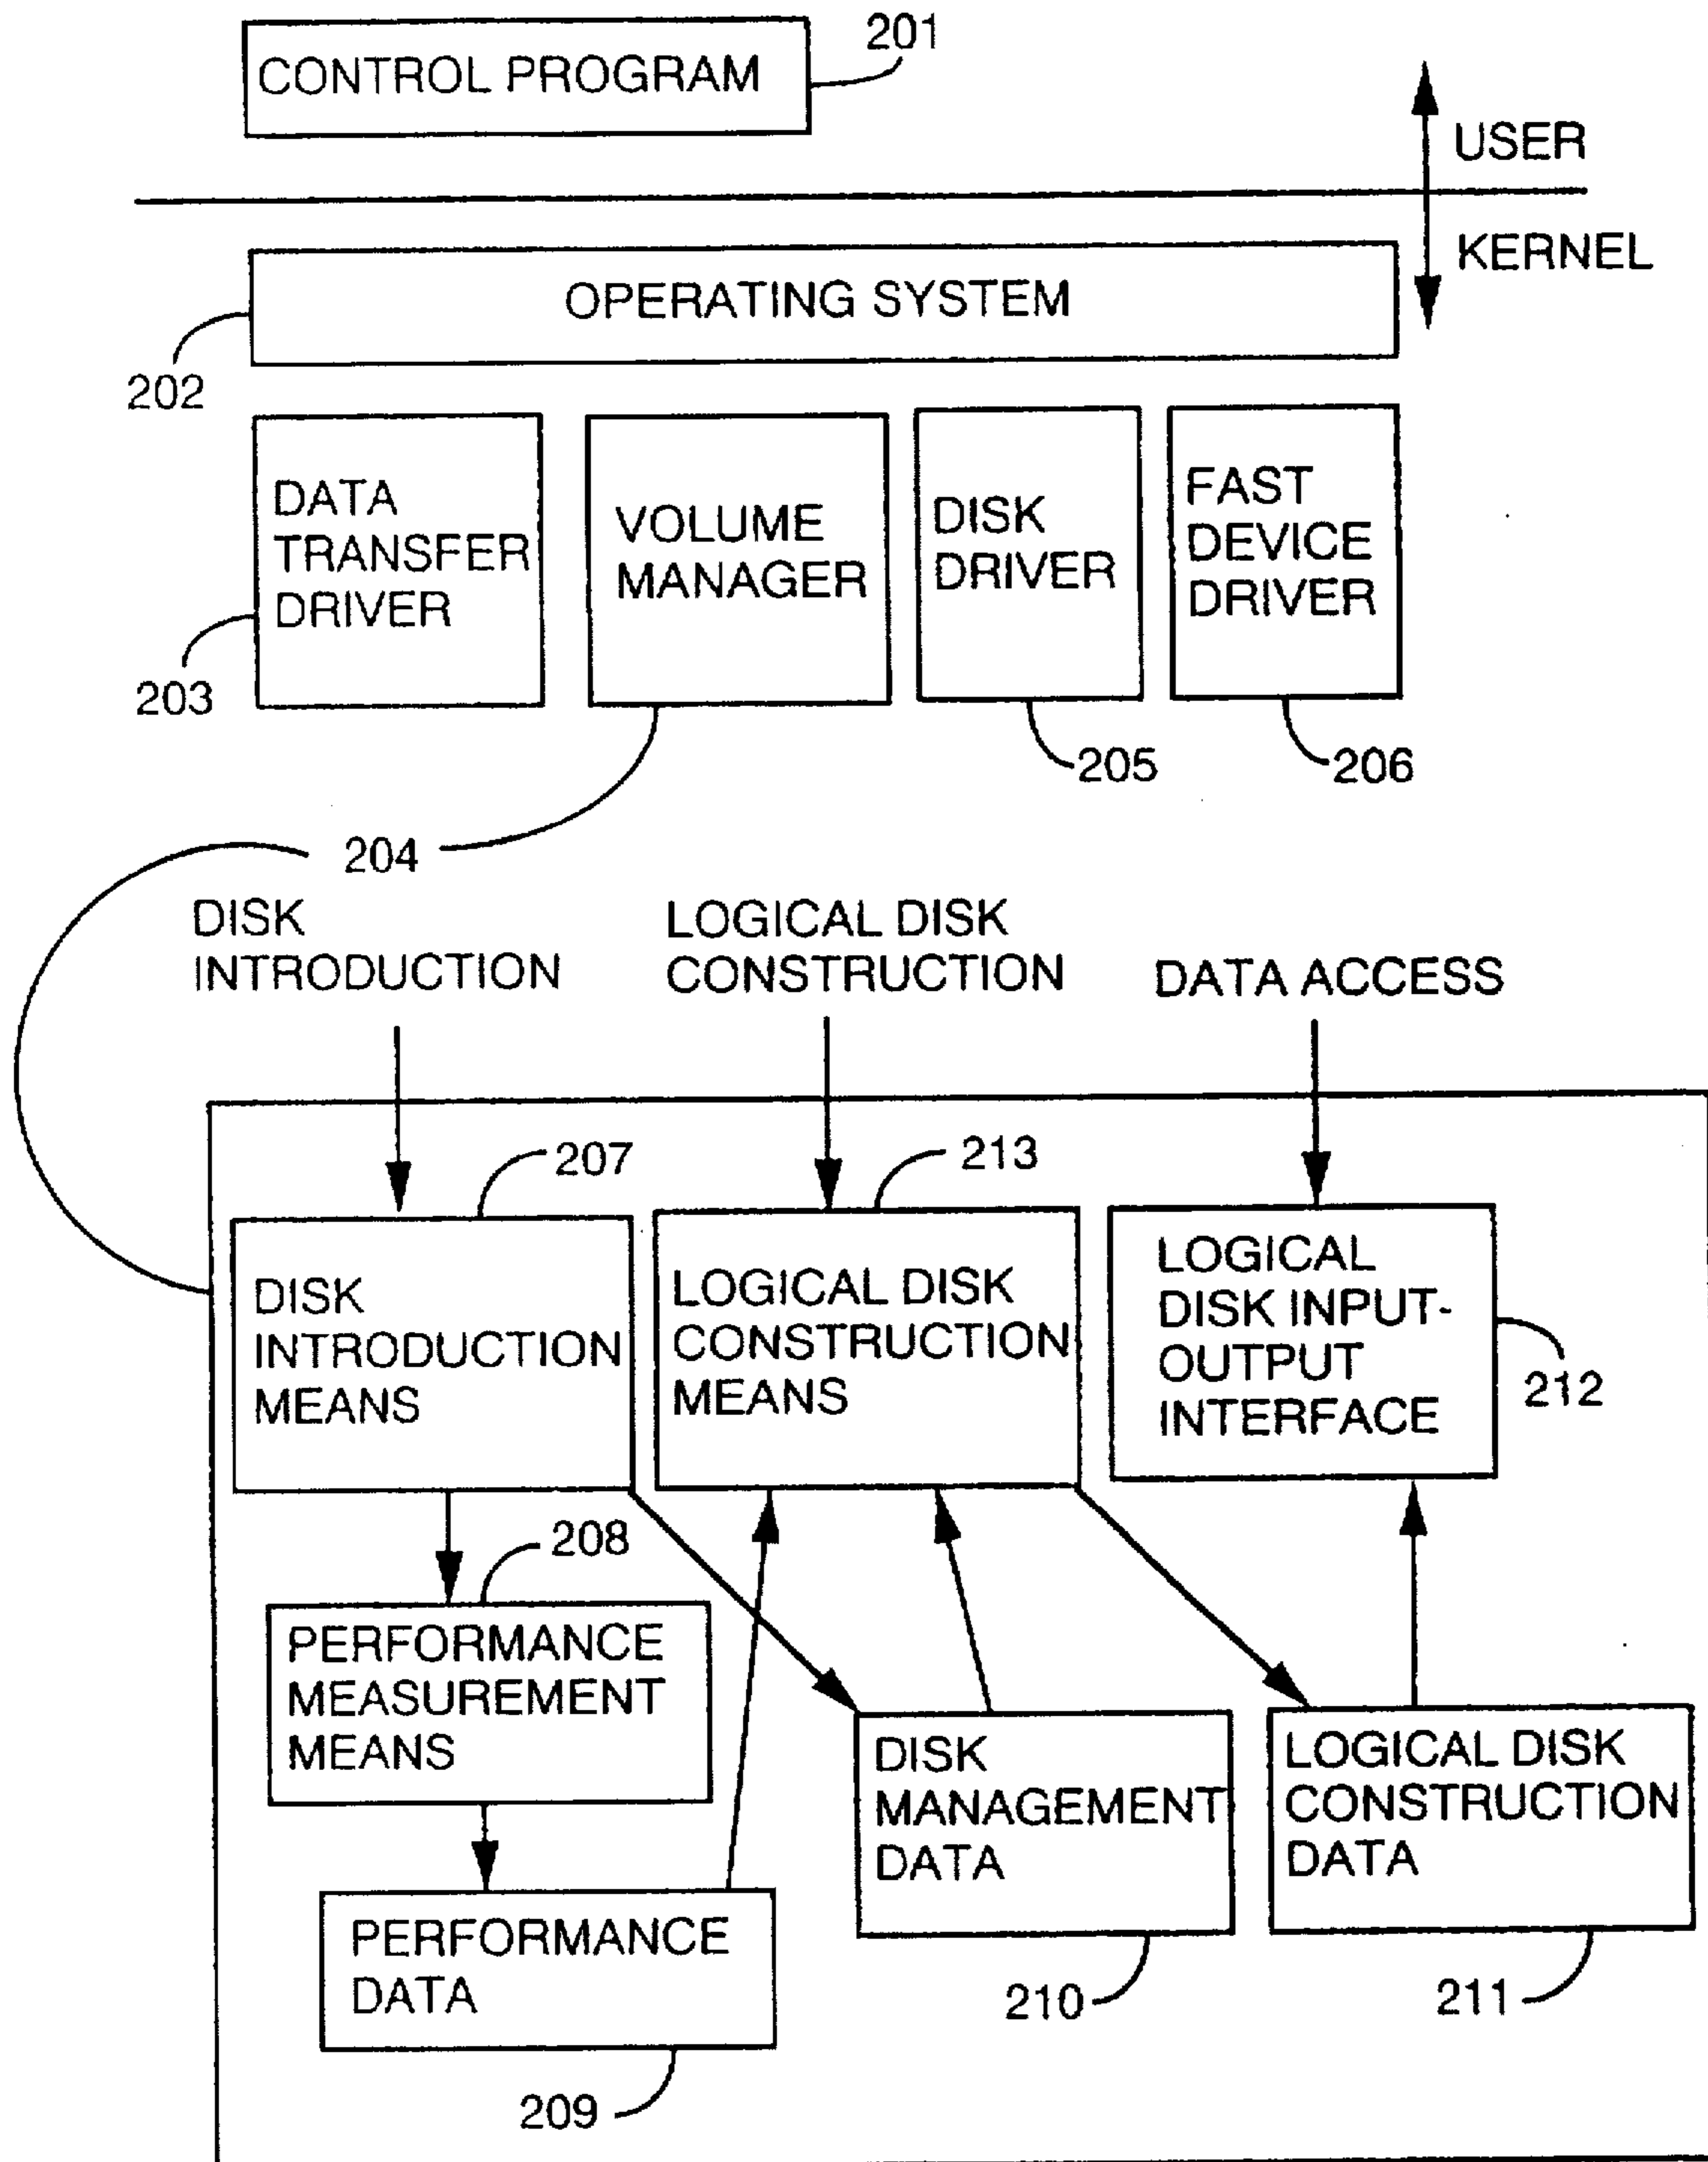 201
CONTROL PROGRAM
USER
KERNEL
OPERATING SYSTEM
202
DATA
TRANSFER
DRIVER
VOLUME
MANAGER
DISK
DRIVER
FAST
DEVICE
DRIVER
203
205
206
204
DISK
INTRODUCTION
LOGICAL DISK
CONSTRUCTION
DATA ACCESS
207
213
DISK
INTRODUCTION
MEANS
LOGICAL DISK
CONSTRUCTION
MEANS
LOGICAL
DISK INPUT-
OUTPUT
INTERFACE
212
208
PERFORMANCE
MEASUREMENT
MEANS
DISK
MANAGEMENT
DATA
LOGICAL DISK
CONSTRUCTION
DATA
PERFORMANCE
DATA
210
211
209